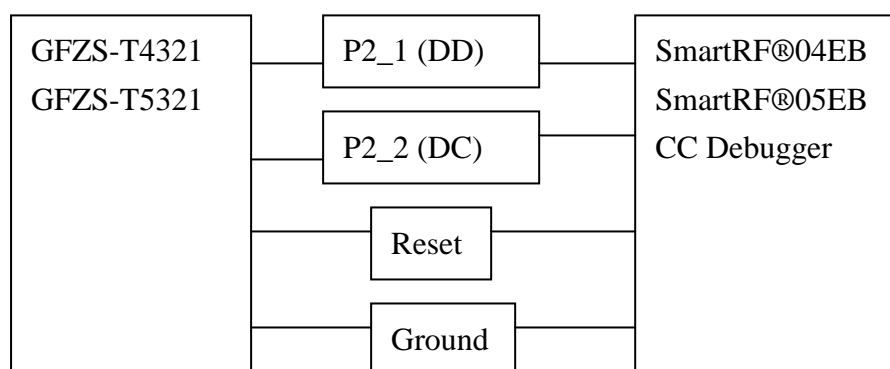 GFZS-T4321
GFZS-T5321
P2_1 (DD)
P2_2 (DC)
Reset
Ground
SmartRF®04EB
SmartRF®05EB
CC Debugger